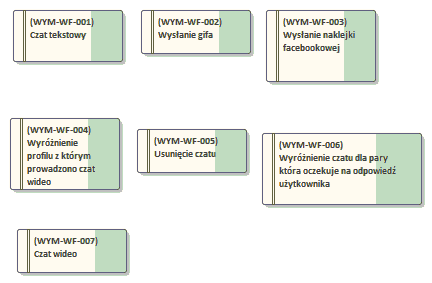 (WYM-WF-001)
Czat tekstowy
(WYM-WF-002)
Wysłanie gifa
(WYM-WF-003)
Wysłanie naklejki
facebookowej
(WYM-WF-004)
Wyróżnienie
profilu z którym
prowadzono czat
wideo
(WYM-WF-005)
Usunięcie czatu
(WYM-WF-006)
Wyróżnienie czatu dla pary
która oczekuje na odpowiedź
użytkownika
(WYM-WF-007)
Czat wideo